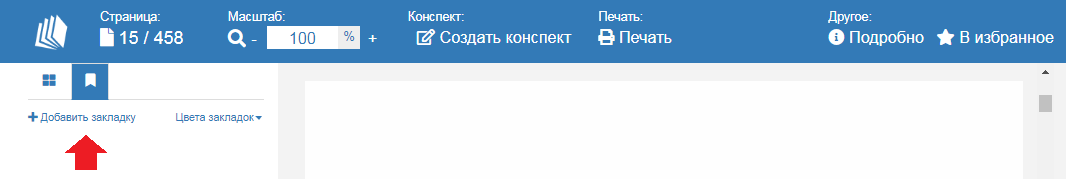 Страница: Масштаб: Конспект: Печать: Другое:
15 / 458 - 100 % + Создать конспект Печать Подробно В избранное
Добавить закладку Цвета закладок